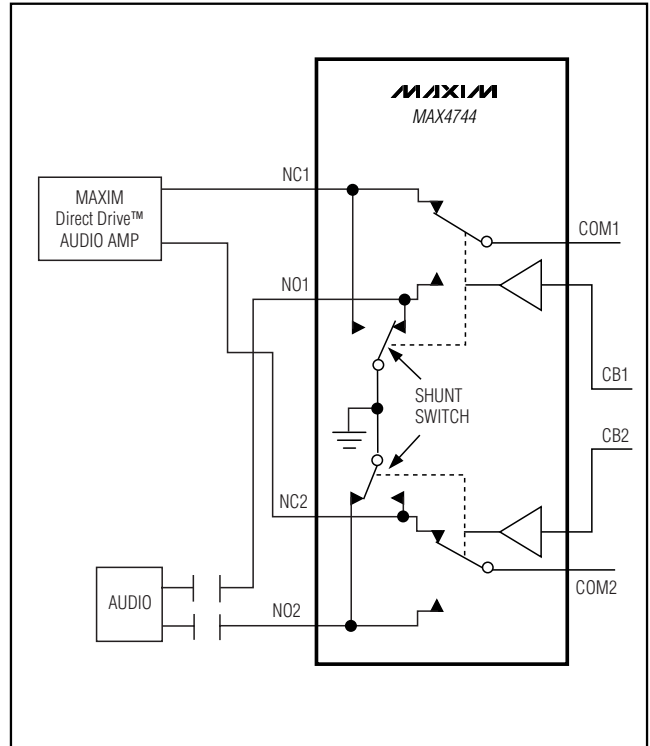 MAXIM
MAX4744
NC1
MAXIM
Direct Drive™
AUDIO AMP
COM1
NO1
CB1
SHUNT
SWITCH
CB2
NC2
COM2
AUDIO
NO2